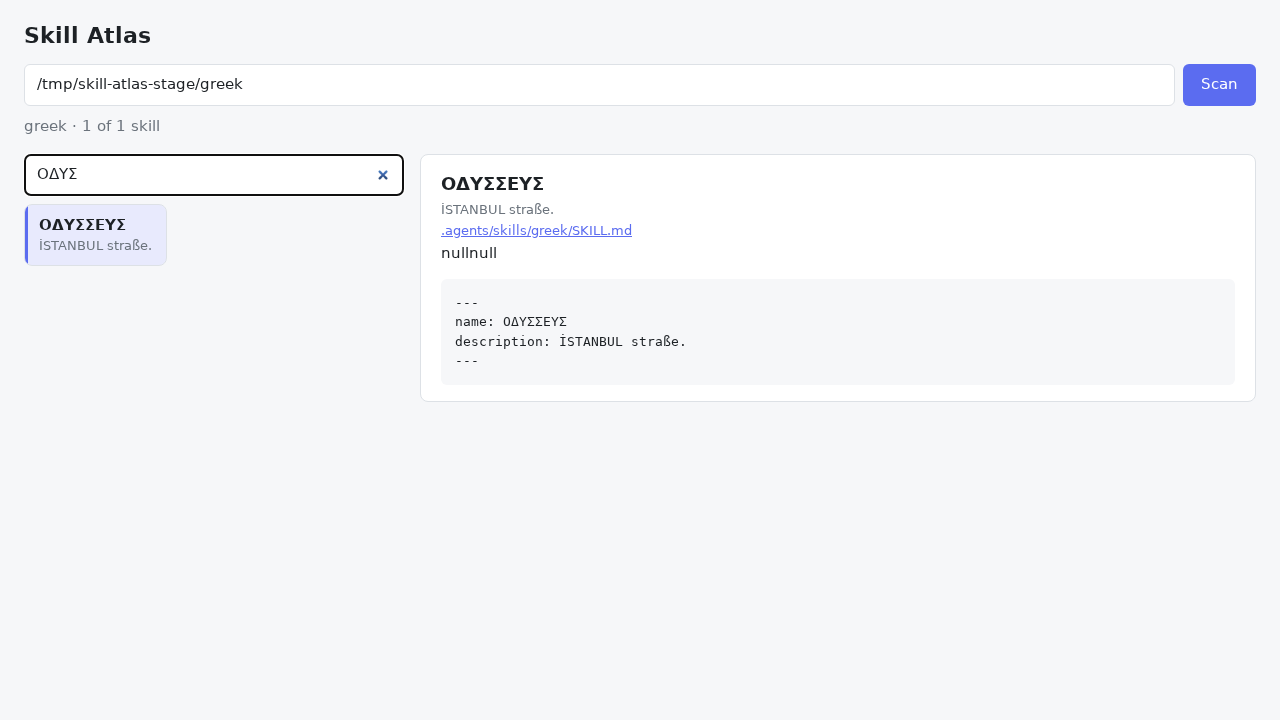 Skill Atlas
/tmp/skill-atlas-stage/greek
Scan
greek · 1 of 1 skill
ΟΔΥΣ
×
ΟΔΥΣΣΕΥΣ
İSTANBUL straße.
ΟΔΥΣΣΕΥΣ
İSTANBUL straße.
.agents/skills/greek/SKILL.md
nullnull
---
name: ΟΔΥΣΣΕΥΣ
description: İSTANBUL straße.
---